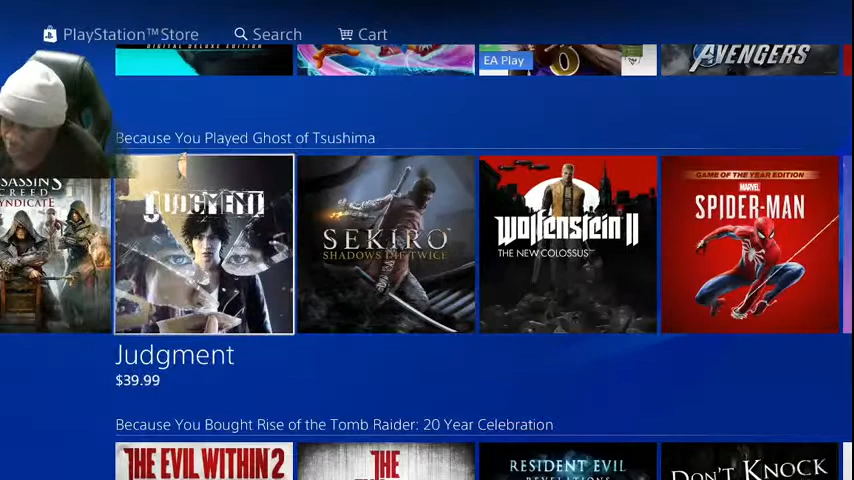 PlayStation™Store
Search
Cart
DIGITAL DELUXE EDITION
EA Play
AVENGERS
Because You Played Ghost of Tsushima
ASSASSIN'S
CREED
SYNDICATE
JUDGMENT
SEKIRO
SHADOWS DIE TWICE
Wolfenstein II
THE NEW COLOSSUS
GAME OF THE YEAR EDITION
MARVEL
SPIDER-MAN
Judgment
$39.99
Because You Bought Rise of the Tomb Raider: 20 Year Celebration
THE EVIL WITHIN 2
THE
RESIDENT EVIL
REVELATIONS
DON'T KNOCK